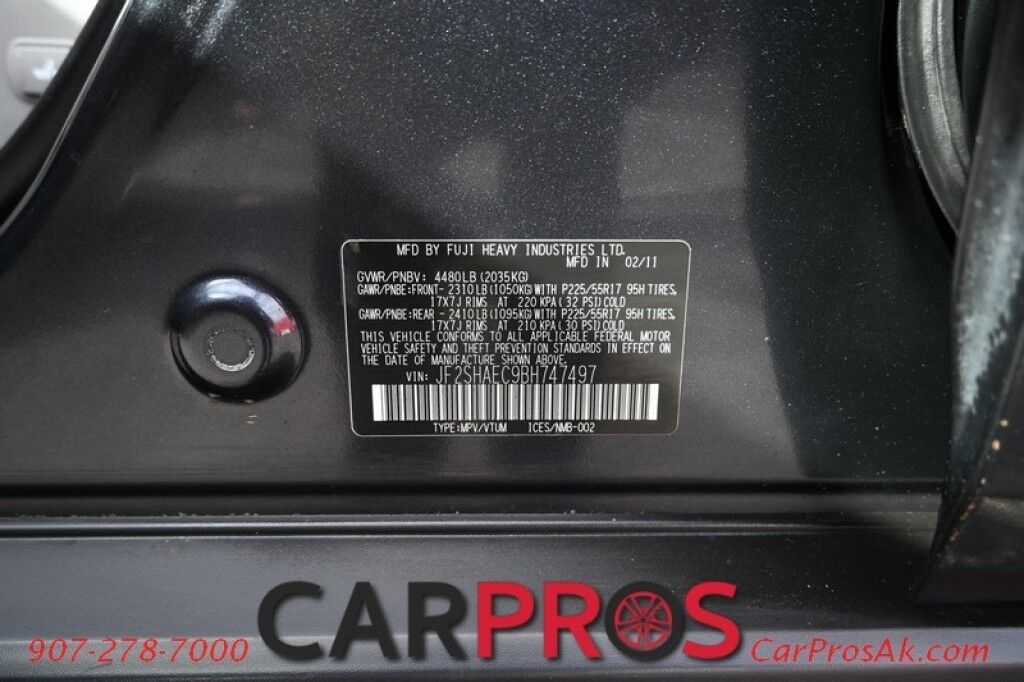 MFD BY FUJI HEAVY INDUSTRIES LTD.
MFD IN 02/11
GVWR/PNBV: 4480LB(2035KG)
GAWR/PNBE:FRONT- 2310LB(1050KG)WITH P225/55R17 95H TIRES,
17X7J RIMS AT 220KPA(32 PSI)COLD
GAWR/PNBE:REAR - 2410LB(1095KG)WITH P225/55R17 95H TIRES,
17X7J RIMS AT 210KPA(30 PSI)COLD
THIS VEHICLE CONFORMS TO ALL APPLICABLE FEDERAL MOTOR
VEHICLE SAFETY AND THEFT PREVENTION STANDARDS IN EFFECT ON
THE DATE OF MANUFACTURE SHOWN ABOVE.
VIN: JF2SHAEC9BH747497
TYPE:MPV/VTUM ICES/NMB-002
CARPROS
907-278-7000
CarProsAk.com